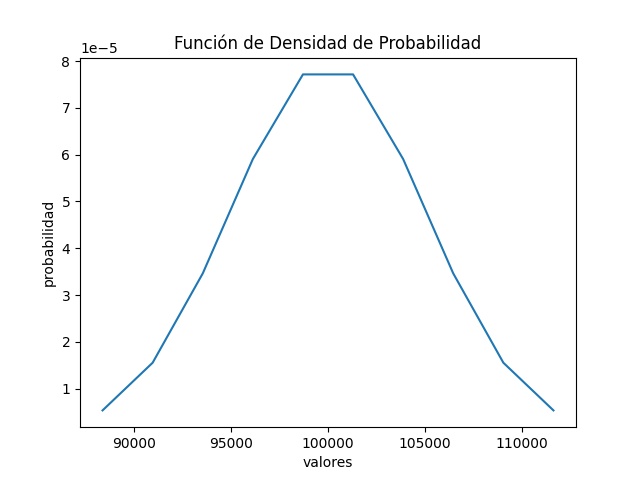 Función de Densidad de Probabilidad
1e−5
8
7
6
5
4
3
2
1
probabilidad
90000 95000 100000 105000 110000
valores